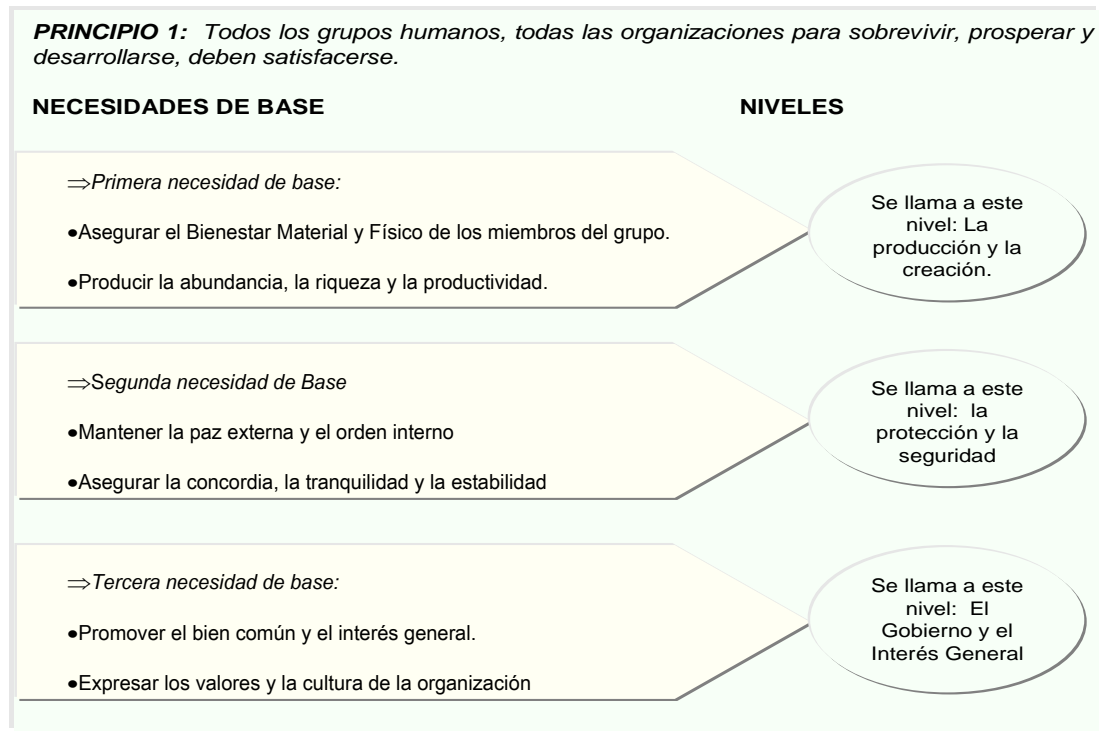 PRINCIPIO 1: Todos los grupos humanos, todas las organizaciones para sobrevivir, prosperar y
desarrollarse, deben satisfacerse.
NECESIDADES DE BASE NIVELES
⇒Primera necesidad de base:
•Asegurar el Bienestar Material y Físico de los miembros del grupo.
•Producir la abundancia, la riqueza y la productividad.
Se llama a este
nivel: La
producción y la
creación.
⇒Segunda necesidad de Base
•Mantener la paz externa y el orden interno
•Asegurar la concordia, la tranquilidad y la estabilidad
Se llama a este
nivel: la
protección y la
seguridad
⇒Tercera necesidad de base:
•Promover el bien común y el interés general.
•Expresar los valores y la cultura de la organización
Se llama a este
nivel: El
Gobierno y el
Interés General